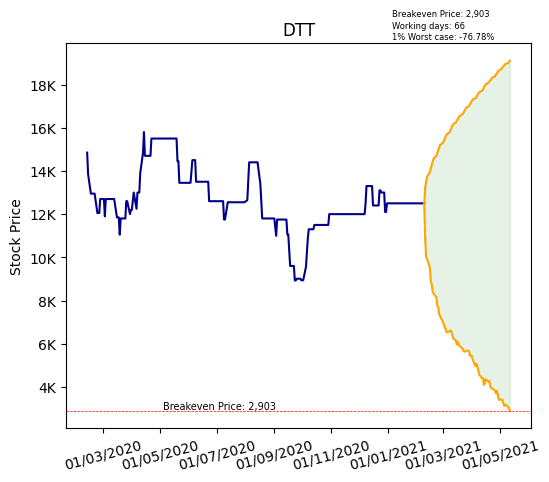 Breakeven Price: 2,903
Working days: 66
1% Worst case: -76.78%
DTT
Stock Price
18K
16K
14K
12K
10K
8K
6K
4K
Breakeven Price: 2,903
01/03/2020
01/05/2020
01/07/2020
01/09/2020
01/11/2020
01/01/2021
01/03/2021
01/05/2021